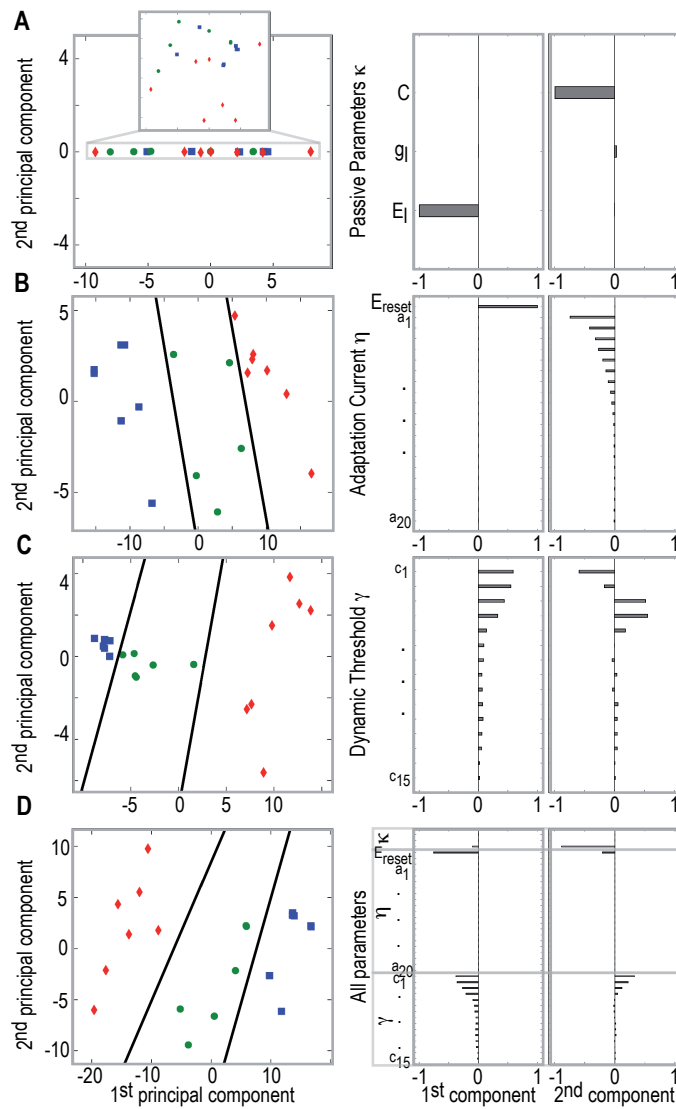 A
4
0
-4
2nd principal component
-10
-5
0
5
Passive Parameters κ
C
gl
El
-1
0
1
-1
0
1
B
5
0
-5
2nd principal component
-10
0
10
Adaptation Current η
Ereset
a1
.
.
.
a20
-1
0
1
-1
0
1
C
4
0
-4
2nd principal component
-5
0
5
10
15
Dynamic Threshold γ
c1
.
.
.
c15
-1
0
1
-1
0
1
D
10
5
0
-5
-10
2nd principal component
-20
-10
0
10
1st principal component
All parameters
κ
η
γ
Ereset
a1
.
.
.
a20
c1
.
.
c15
-1
0
1
1st component
-1
0
1
2nd component